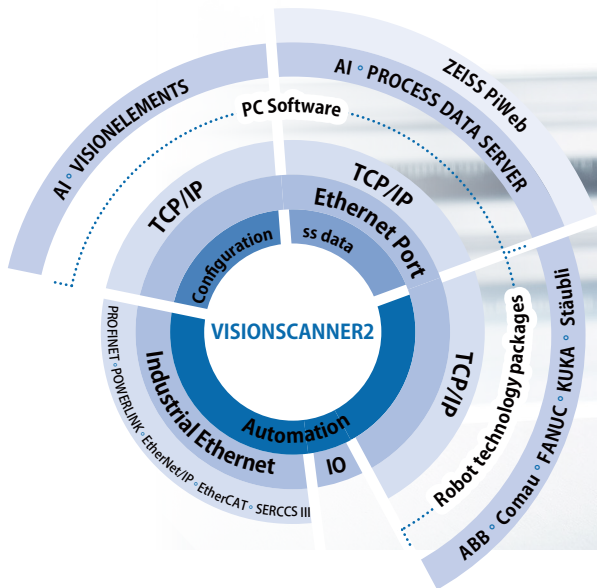 AI ∘ VISIONELEMENTS
PC Software
ZEISS PiWeb
AI ∘ PROCESS DATA SERVER
TCP/IP
TCP/IP
Ethernet Port
Configuration
ss data
VISIONSCANNER2
Automation
Industrial Ethernet
PROFINET∘POWERLINK∘EtherNet/IP∘EtherCAT∘SERCCS III
IO
TCP/IP
Robot technology packages
ABB ∘ Comau ∘ FANUC ∘ KUKA ∘ Stäubli